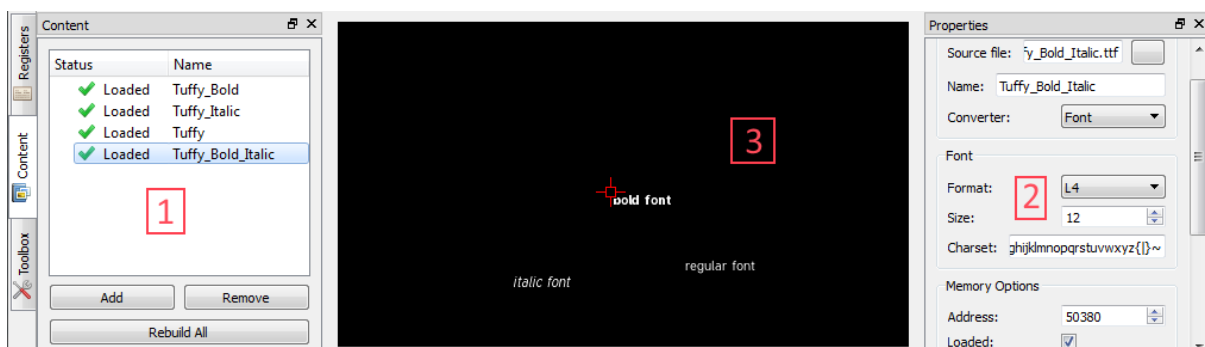 Registers
Content
Toolbox
Content
Status Name
Loaded Tuffy_Bold
Loaded Tuffy_Italic
Loaded Tuffy
Loaded Tuffy_Bold_Italic
1
Add Remove
Rebuild All
3
bold font
regular font
italic font
Properties
Source file: fy_Bold_Italic.ttf
Name: Tuffy_Bold_Italic
Converter: Font
Font
Format: L4
2
Size: 12
Charset: ghijklmnopqrstuvwxyz{|}~
Memory Options
Address: 50380
Loaded: